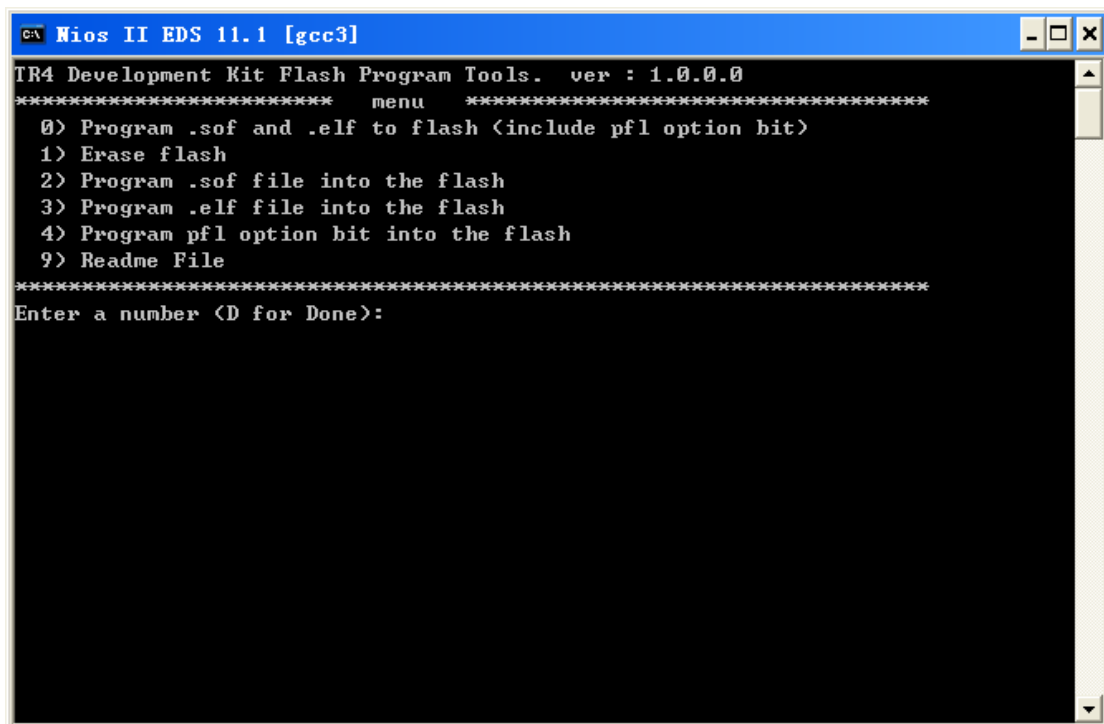 Nios II EDS 11.1 [gcc3]
TR4 Development Kit Flash Program Tools.  ver : 1.0.0.0
************************   menu   ***********************************
  0) Program .sof and .elf to flash (include pfl option bit)
  1) Erase flash
  2) Program .sof file into the flash
  3) Program .elf file into the flash
  4) Program pfl option bit into the flash
  9) Readme File
*********************************************************************
Enter a number (D for Done):